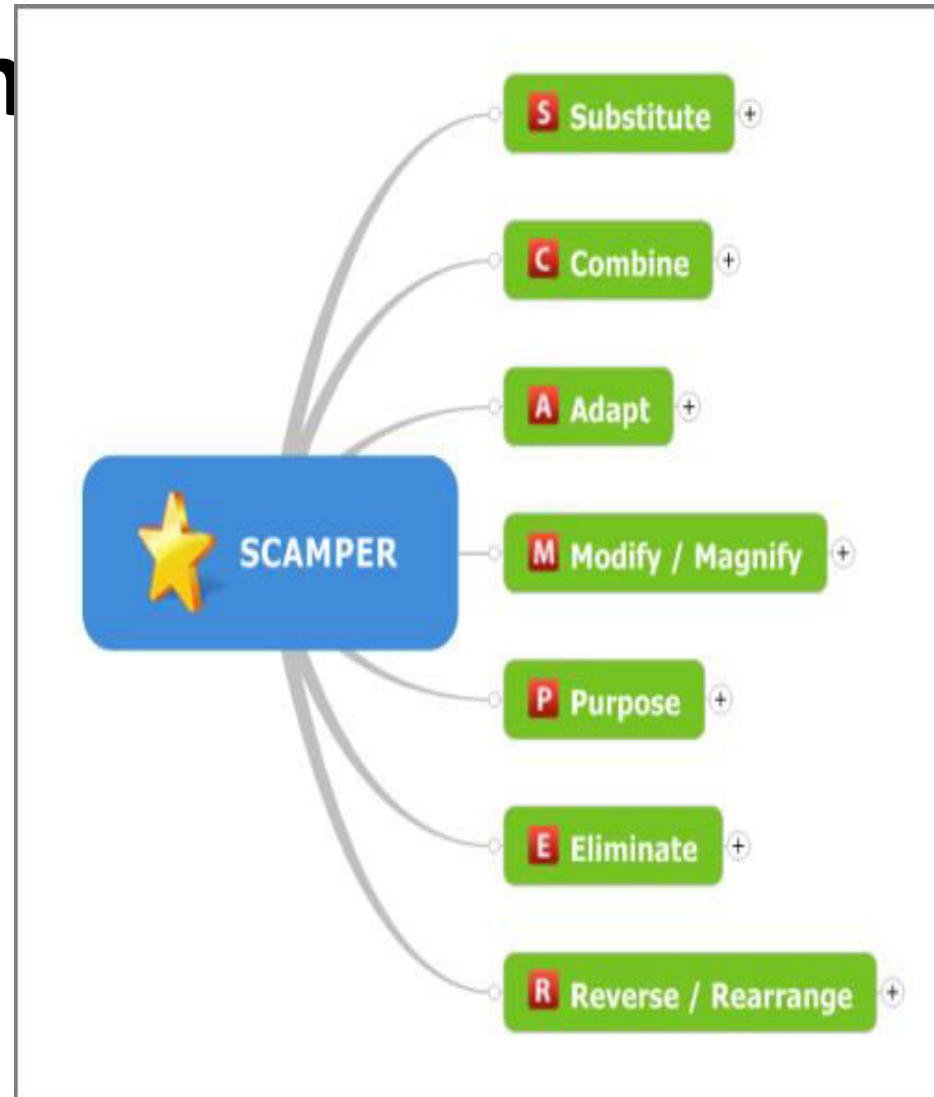 S Substitute +
C Combine +
A Adapt +
SCAMPER
M Modify / Magnify +
P Purpose +
E Eliminate +
R Reverse / Rearrange +